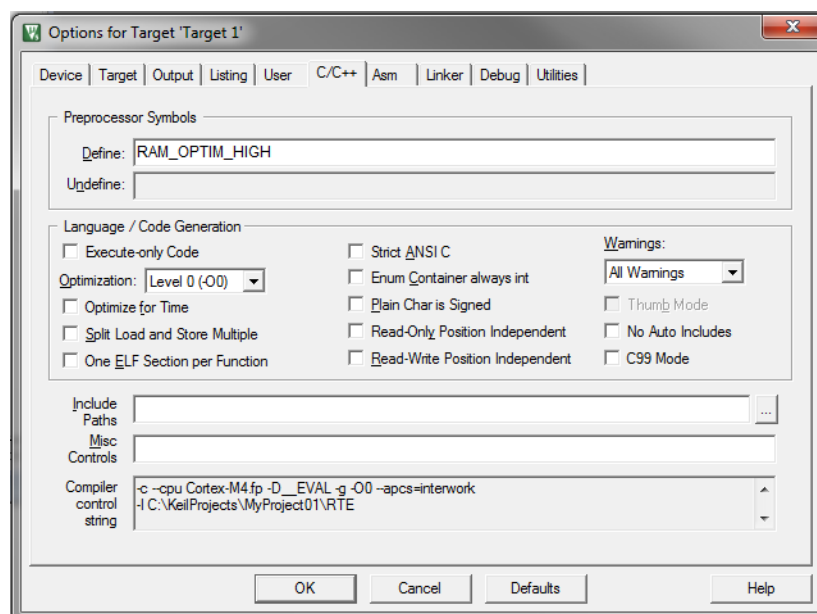 Options for Target 'Target 1'
Device Target Output Listing User C/C++ Asm Linker Debug Utilities
Preprocessor Symbols
Define: RAM_OPTIM_HIGH
Undefine:
Language / Code Generation
Execute-only Code
Optimization: Level 0 (-O0)
Optimize for Time
Split Load and Store Multiple
One ELF Section per Function
Strict ANSI C
Enum Container always int
Plain Char is Signed
Read-Only Position Independent
Read-Write Position Independent
Warnings:
All Warnings
Thumb Mode
No Auto Includes
C99 Mode
Include
Paths
...
Misc
Controls
Compiler
control
string
-c --cpu Cortex-M4.fp -D__EVAL -g -O0 --apcs=interwork
-I C:\KeilProjects\MyProject01\RTE
OK Cancel Defaults Help